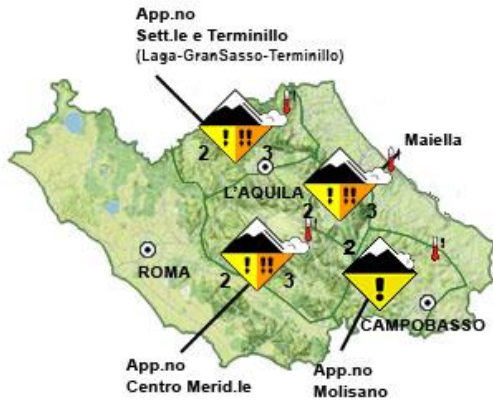 App.no
Sett.le e Terminillo
(Laga-GranSasso-Terminillo)
! !!
2 3
!
Maiella
L'AQUILA
! !!
2 3
!
! !!
2 3
!
2
!
!
ROMA
CAMPOBASSO
App.no
Centro Merid.le
App.no
Molisano